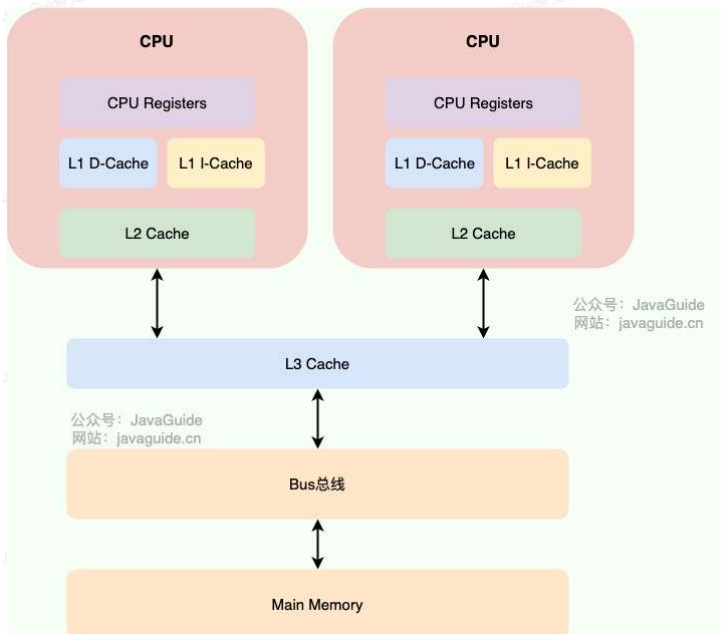 CPU
CPU
CPU Registers
CPU Registers
L1 D-Cache
L1 I-Cache
L1 D-Cache
L1 I-Cache
L2 Cache
L2 Cache
公众号：JavaGuide
网站：javaguide.cn
L3 Cache
公众号：JavaGuide
网站：javaguide.cn
Bus总线
Main Memory